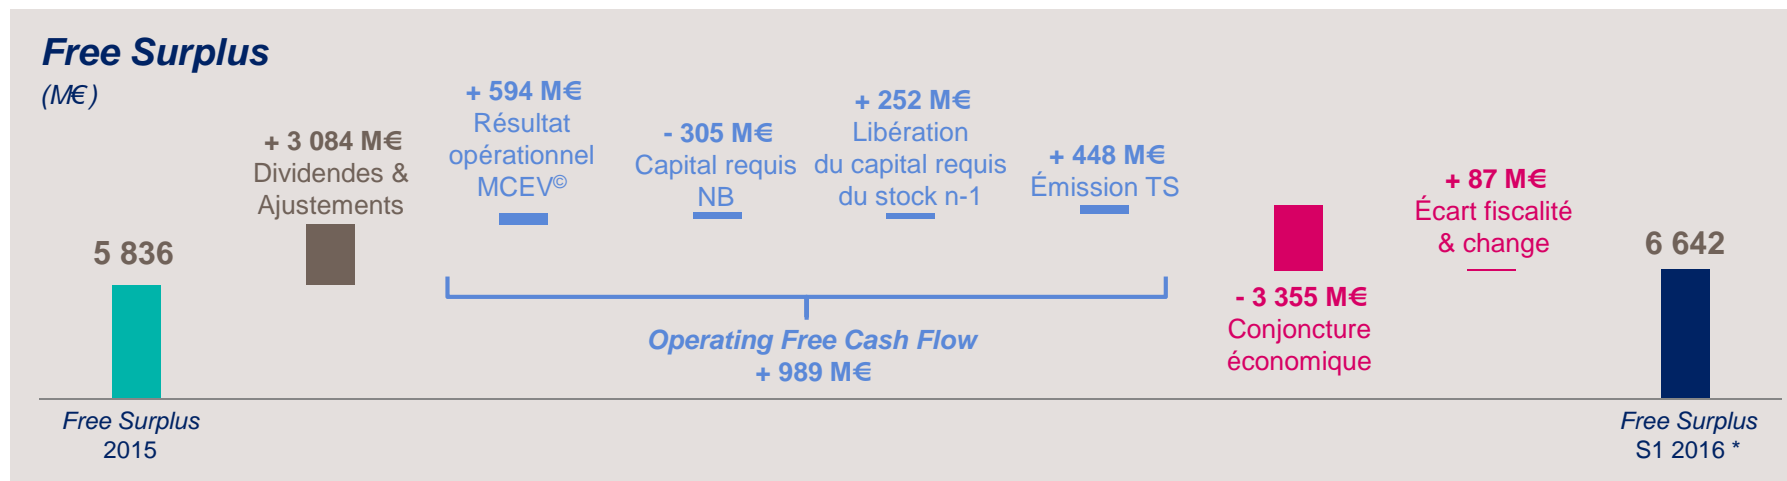 Free Surplus
(M€)
5 836
+ 3 084 M€
Dividendes &
Ajustements
+ 594 M€
Résultat
opérationnel
MCEV©
- 305 M€
Capital requis
NB
+ 252 M€
Libération
du capital requis
du stock n-1
+ 448 M€
Émission TS
Operating Free Cash Flow
+ 989 M€
- 3 355 M€
Conjoncture
économique
+ 87 M€
Écart fiscalité
& change
6 642
Free Surplus
2015
Free Surplus
S1 2016 *